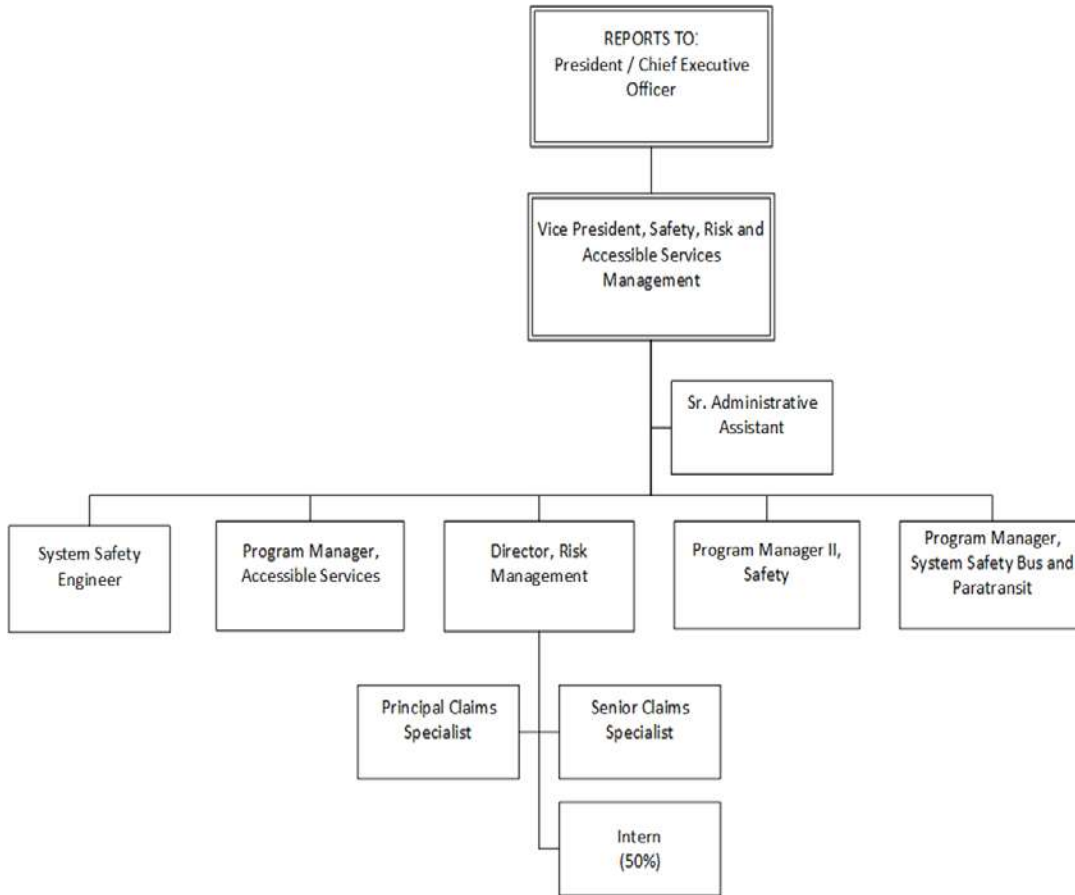 REPORTS TO:
President / Chief Executive
Officer
Vice President, Safety, Risk and
Accessible Services
Management
Sr. Administrative
Assistant
System Safety
Engineer
Program Manager,
Accessible Services
Director, Risk
Management
Program Manager II,
Safety
Program Manager,
System Safety Bus and
Paratransit
Principal Claims
Specialist
Senior Claims
Specialist
Intern
(50%)